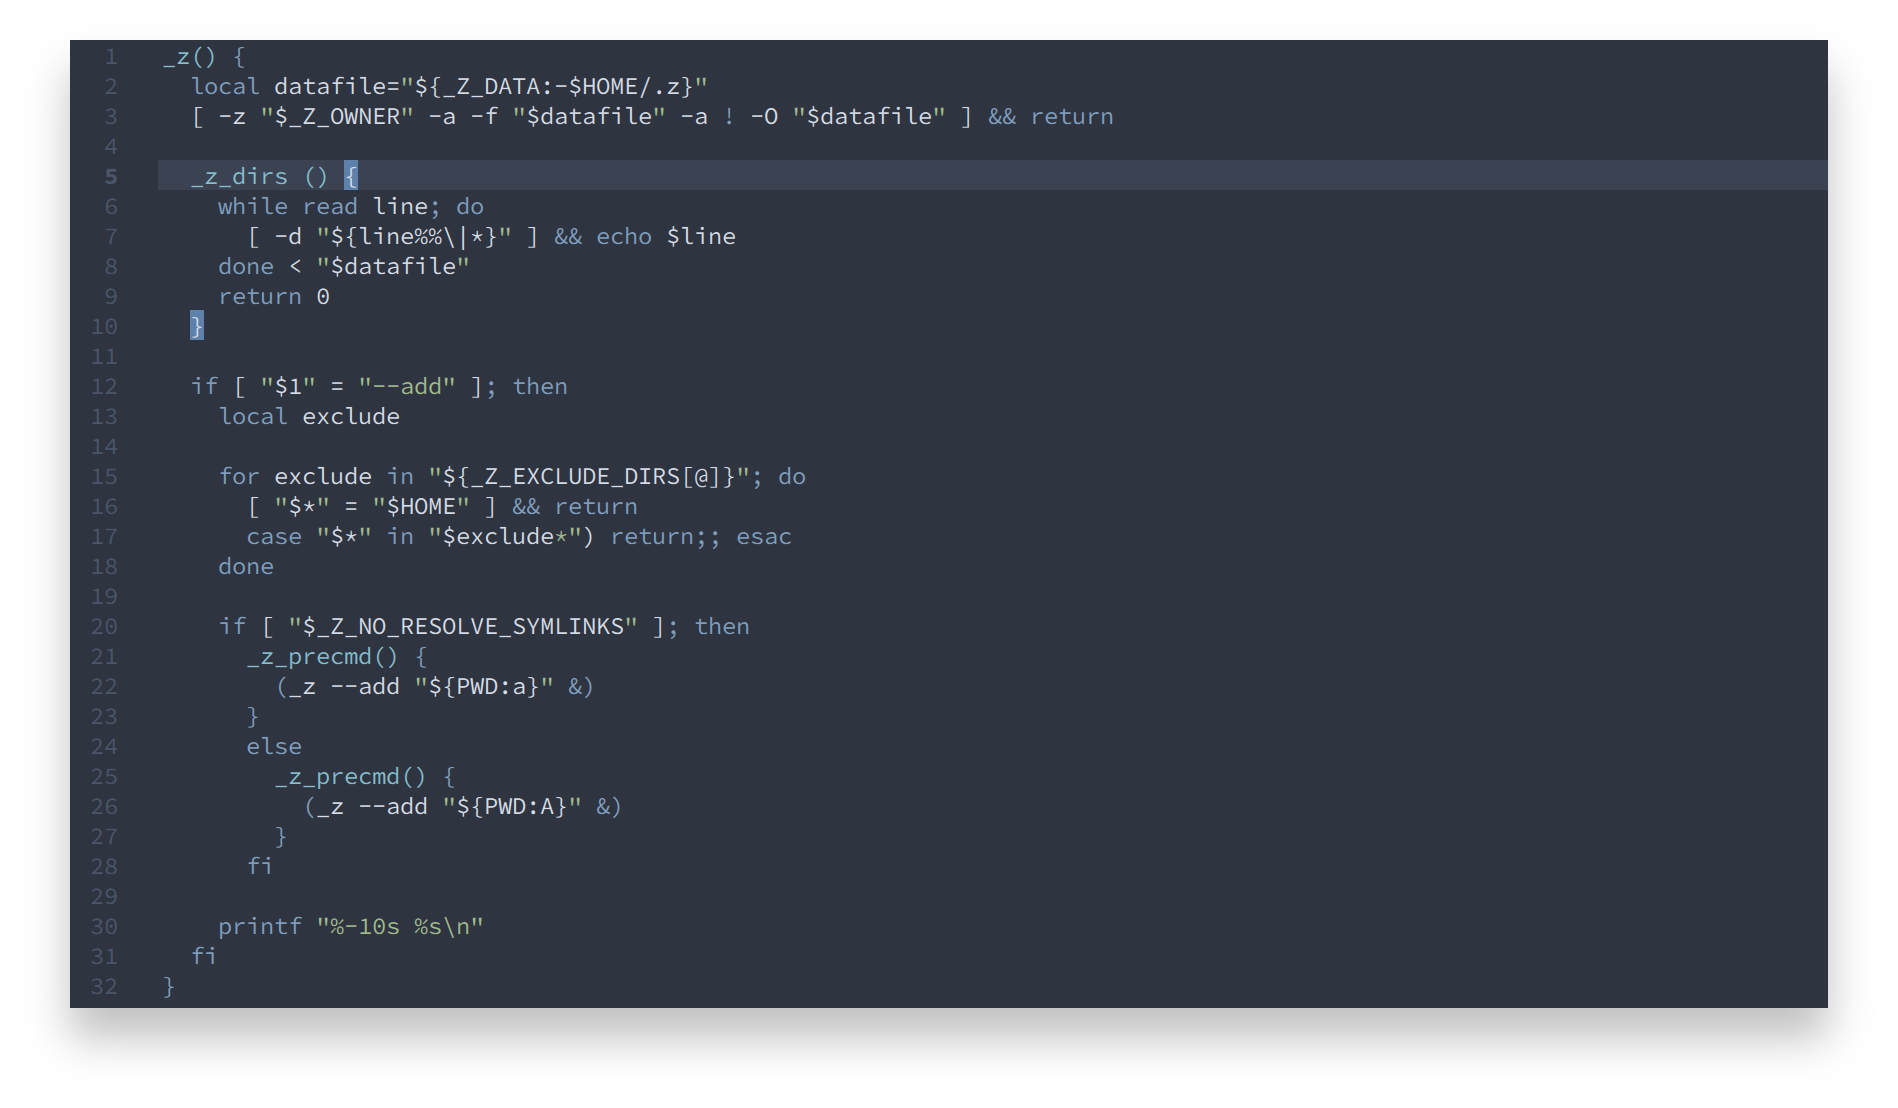 1 _z() {
2 local datafile="${_Z_DATA:-$HOME/.z}"
3 [ -z "$_Z_OWNER" -a -f "$datafile" -a ! -O "$datafile" ] && return
4
5 _z_dirs () {
6 while read line; do
7 [ -d "${line%%\|*}" ] && echo $line
8 done < "$datafile"
9 return 0
10 }
11
12 if [ "$1" = "--add" ]; then
13 local exclude
14
15 for exclude in "${_Z_EXCLUDE_DIRS[@]}"; do
16 [ "$*" = "$HOME" ] && return
17 case "$*" in "$exclude*") return;; esac
18 done
19
20 if [ "$_Z_NO_RESOLVE_SYMLINKS" ]; then
21 _z_precmd() {
22 (_z --add "${PWD:a}" &)
23 }
24 else
25 _z_precmd() {
26 (_z --add "${PWD:A}" &)
27 }
28 fi
29
30 printf "%-10s %s\n"
31 fi
32 }